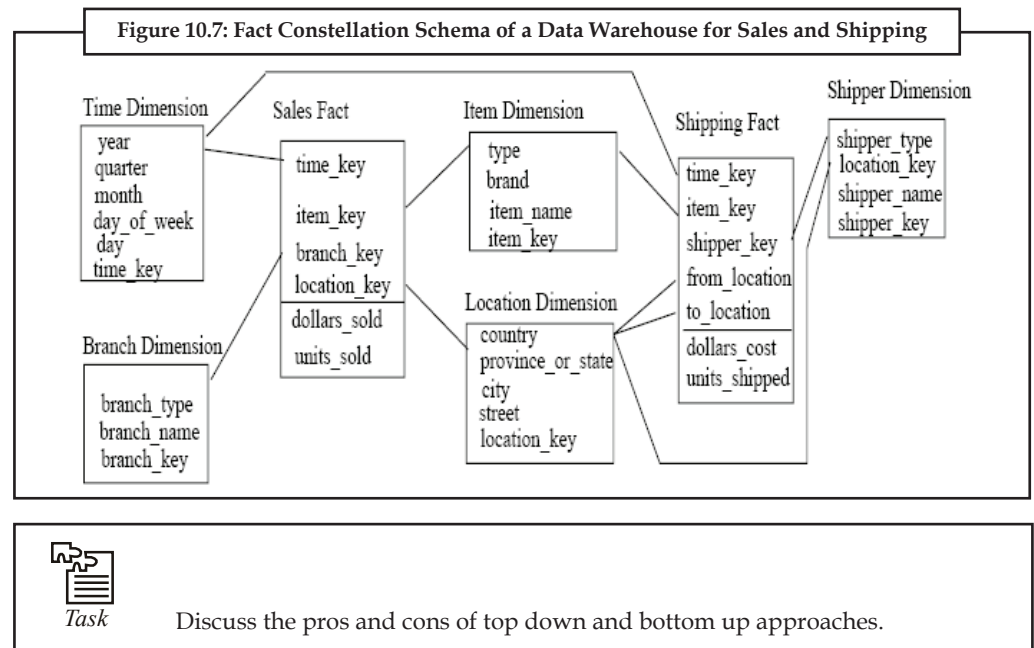 Figure 10.7: Fact Constellation Schema of a Data Warehouse for Sales and Shipping
Time Dimension
year
quarter
month
day_of_week
day
time_key
Branch Dimension
branch_type
branch_name
branch_key
Sales Fact
time_key
item_key
branch_key
location_key
dollars_sold
units_sold
Item Dimension
type
brand
item_name
item_key
Location Dimension
country
province_or_state
city
street
location_key
Shipping Fact
time_key
item_key
shipper_key
from_location
to_location
dollars_cost
units_shipped
Shipper Dimension
shipper_type
location_key
shipper_name
shipper_key
Task
Discuss the pros and cons of top down and bottom up approaches.